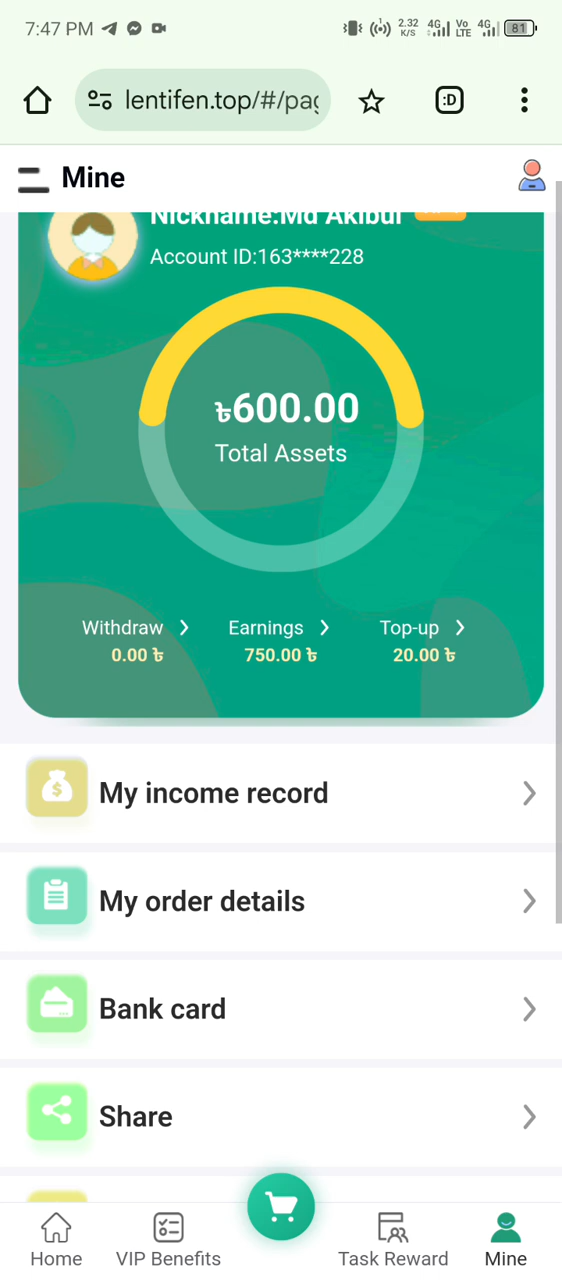 7:47 PM 2.32 K/S 4G Vo LTE 4G 81
lentifen.top/#/pag
Mine
Nickname:Md Akibul
Account ID:163****228
৳600.00
Total Assets
Withdraw Earnings Top-up
0.00 ৳ 750.00 ৳ 20.00 ৳
My income record
My order details
Bank card
Share
Home VIP Benefits Task Reward Mine